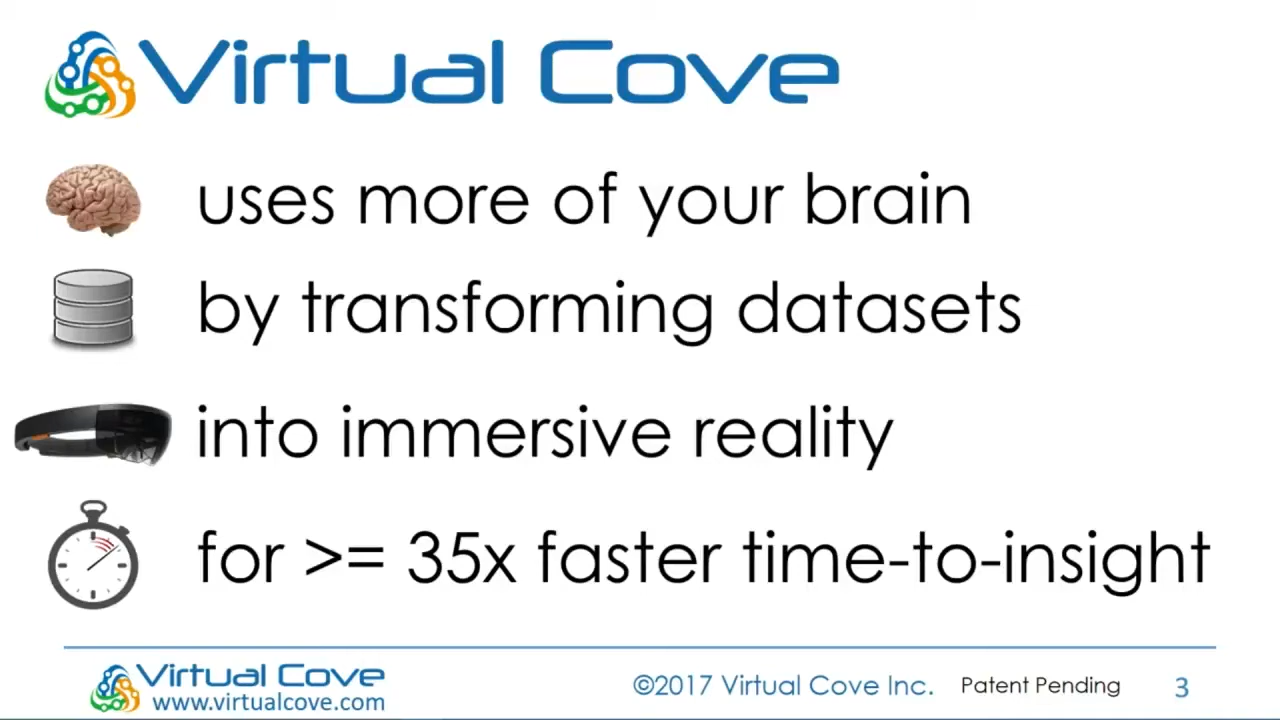 Virtual Cove
uses more of your brain
by transforming datasets
into immersive reality
for >= 35x faster time-to-insight
Virtual Cove
www.virtualcove.com
©2017 Virtual Cove Inc. Patent Pending 3